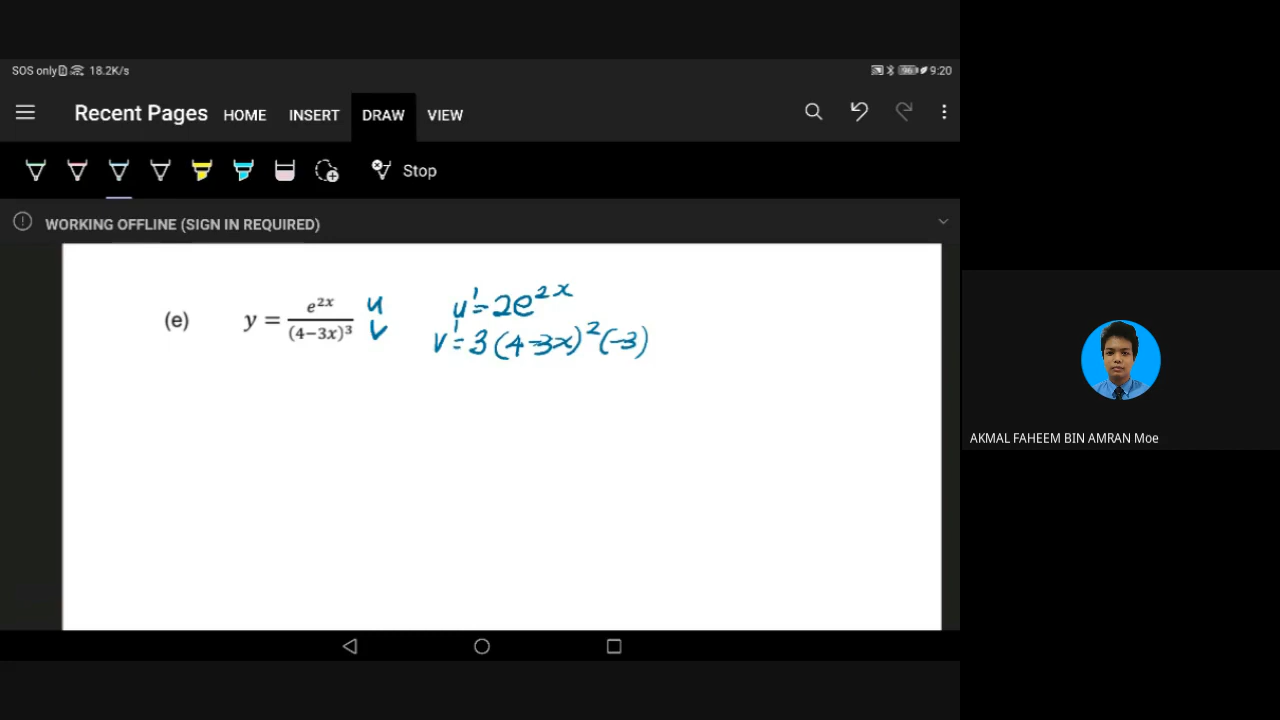 SOS only 18.2K/s 96 9:20
Recent Pages HOME INSERT DRAW VIEW
Stop
WORKING OFFLINE (SIGN IN REQUIRED)
(e) y = e^{2x} / (4−3x)^3 u v
u' = 2e^{2x}
v' = 3(4-3x)^2(-3)
AKMAL FAHEEM BIN AMRAN Moe